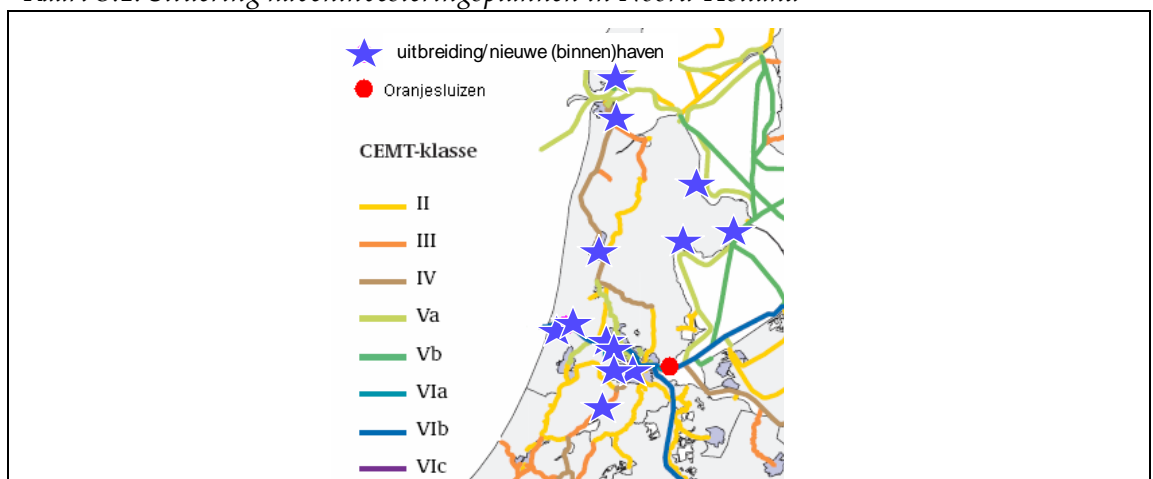 uitbreiding/nieuwe (binnen)haven
Oranjesluizen
CEMT-klasse
II
III
IV
Va
Vb
VIa
VIb
VIc